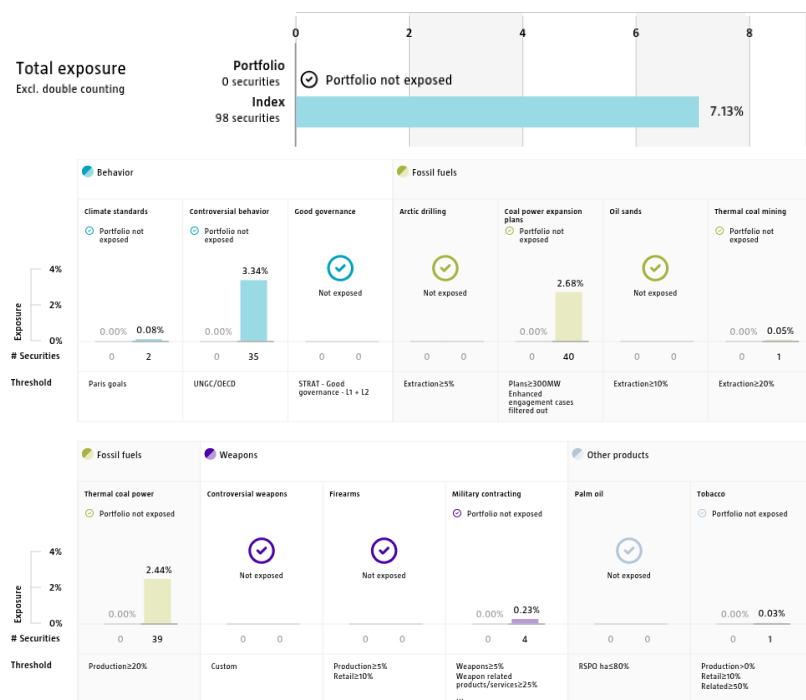 0 2 4 6 8
Total exposure
Excl. double counting
Portfolio
0 securities
Portfolio not exposed
Index
98 securities
7.13%
Behavior
Fossil fuels
Climate standards
Portfolio not
exposed
Controversial behavior
Portfolio not
exposed
Good governance
Not exposed
Arctic drilling
Not exposed
Coal power expansion
plans
Portfolio not
exposed
Oil sands
Not exposed
Thermal coal mining
Portfolio not
exposed
Exposure
4%
2%
0%
0.00% 0.08%
0.00% 3.34%
0.00% 2.68%
0.00% 0.05%
# Securities
0 2 0 35 0 0 0 0 0 40 0 0 0 1
Threshold
Paris goals
UNGC/OECD
STRAT - Good
governance - L1 + L2
Extraction≥5%
Plans≥300MW
Enhanced
engagement cases
filtered out
Extraction≥10%
Extraction≥20%
Fossil fuels
Weapons
Other products
Thermal coal power
Portfolio not exposed
Controversial weapons
Not exposed
Firearms
Not exposed
Military contracting
Portfolio not exposed
Palm oil
Not exposed
Tobacco
Portfolio not exposed
Exposure
4%
2%
0%
0.00% 2.44%
0.00% 0.23%
0.00% 0.03%
# Securities
0 39 0 0 0 0 0 4 0 0 0 1
Threshold
Production≥20%
Custom
Production≥5%
Retail≥10%
Weapons≥5%
Weapon related
products/services≥25%
RSPO ha≤80%
Production>0%
Retail≥10%
Related≥50%